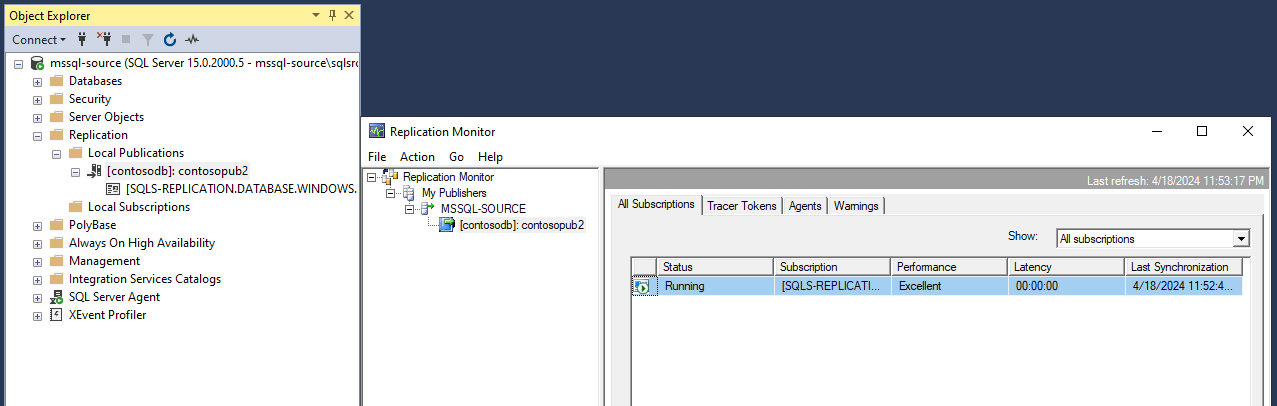 Object Explorer
Connect
mssql-source (SQL Server 15.0.2000.5 - mssql-source\sqlsrc
Databases
Security
Server Objects
Replication
Local Publications
[contosodb]: contosopub2
[SQLS-REPLICATION.DATABASE.WINDOWS.
Local Subscriptions
PolyBase
Always On High Availability
Management
Integration Services Catalogs
SQL Server Agent
XEvent Profiler
Replication Monitor
File Action Go Help
Replication Monitor
My Publishers
MSSQL-SOURCE
[contosodb]: contosopub2
Last refresh: 4/18/2024 11:53:17 PM
All Subscriptions Tracer Tokens Agents Warnings
Show: All subscriptions
Status Subscription Performance Latency Last Synchronization
Running [SQLS-REPLICATI... Excellent 00:00:00 4/18/2024 11:52:4...